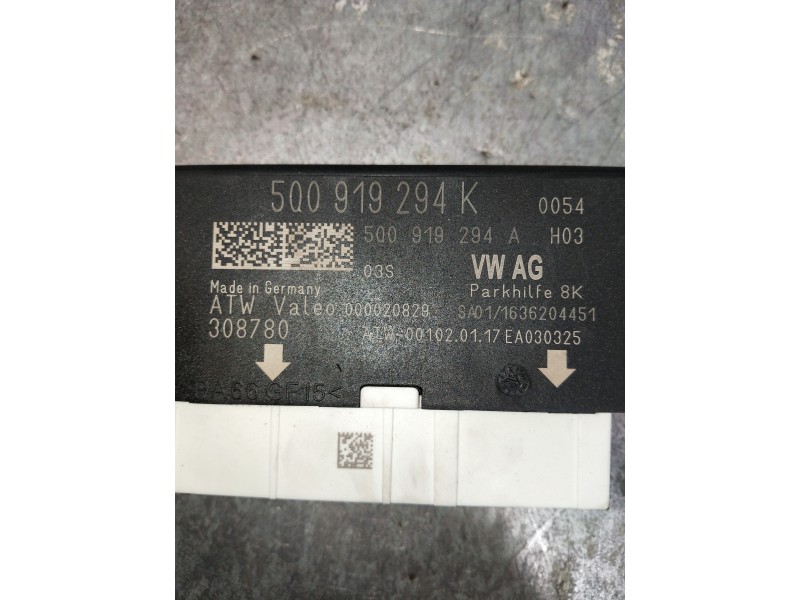 5Q0 919 294 K 0054
5Q0 919 294 A H03
03S VW AG
Made in Germany Parkhilfe 8K
ATW Valeo 000020829 SA01/1636204451
308780 ATW-00102.01.17 EA030325
PA66GF15<